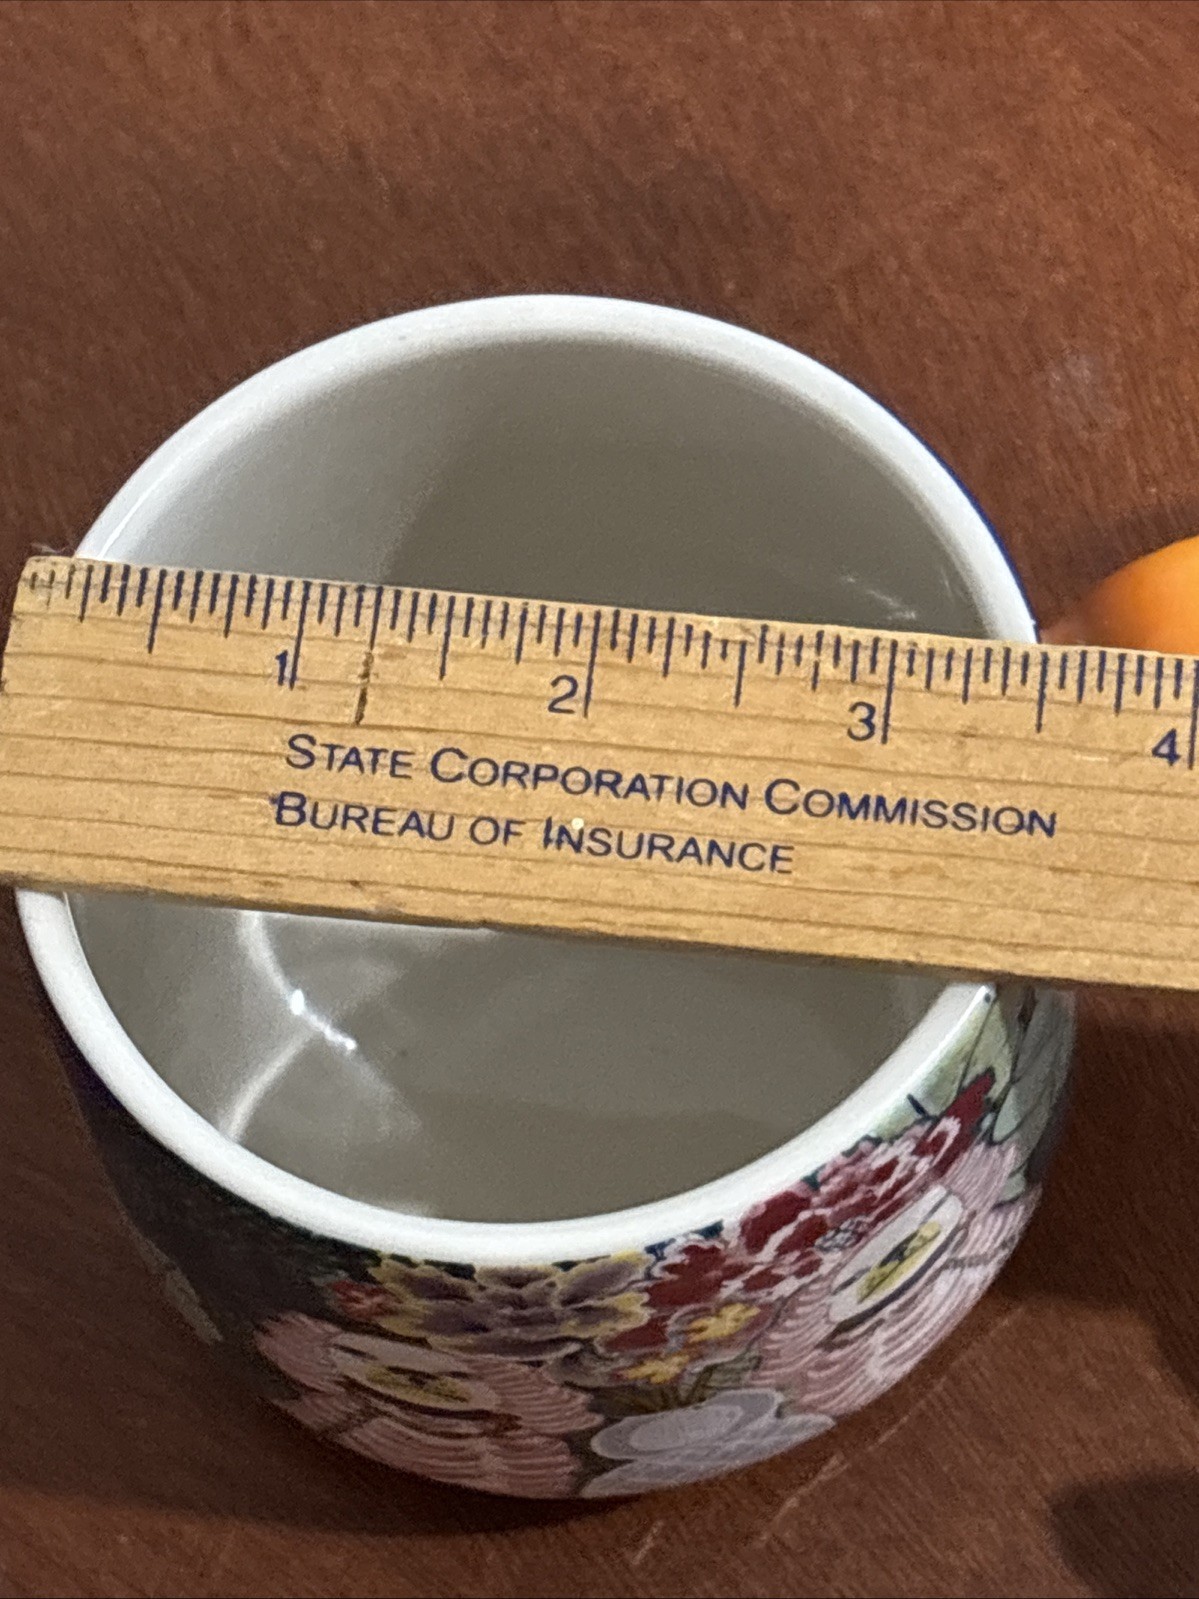 1 2 3 4
STATE CORPORATION COMMISSION
BUREAU OF INSURANCE